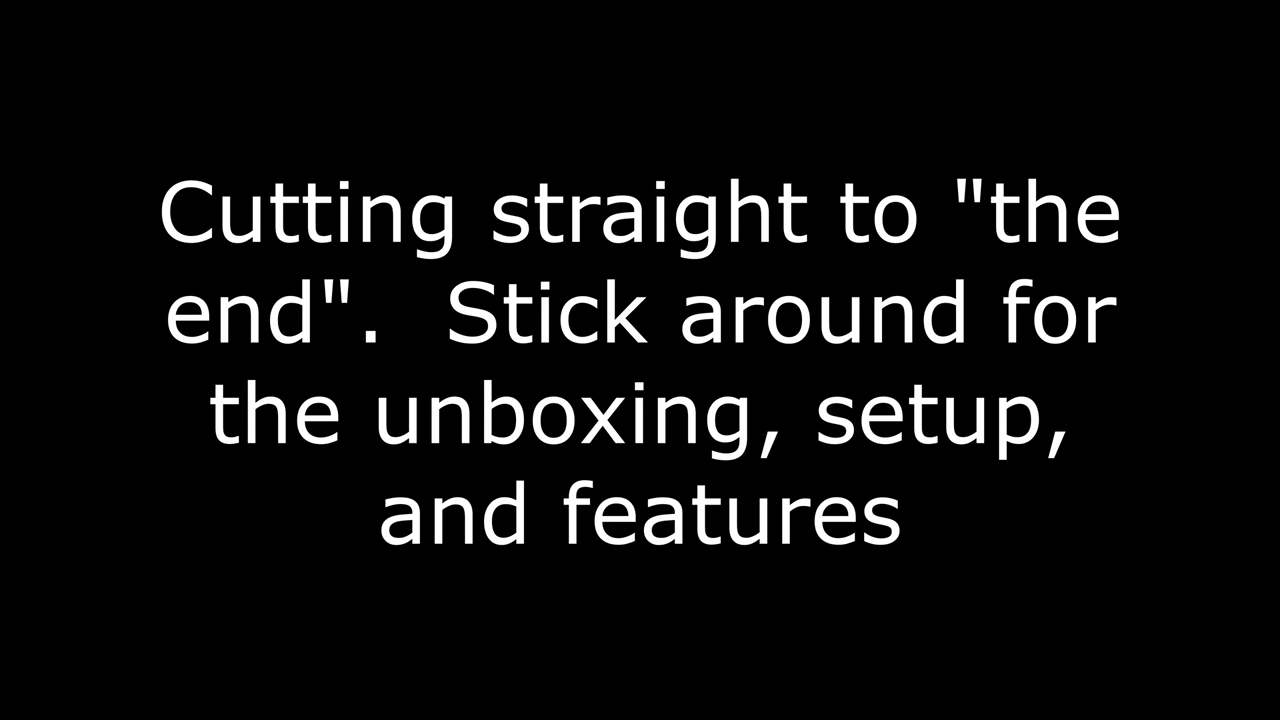 Cutting straight to "the
end".  Stick around for
the unboxing, setup,
and features